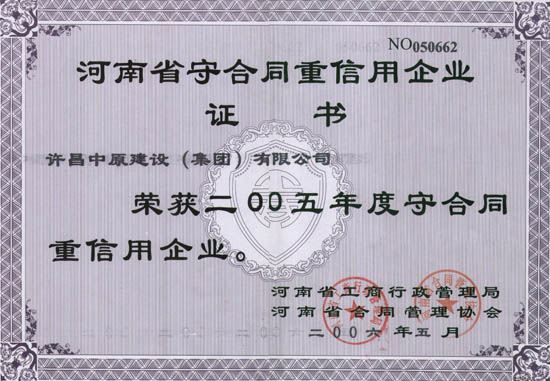 NO050662
河南省守合同重信用企业
证 书
许昌中原建设（集团）有限公司
荣获二00五年度守合同
重信用企业。
河南省工商行政管理局
河南省合同管理协会
二00六年五月